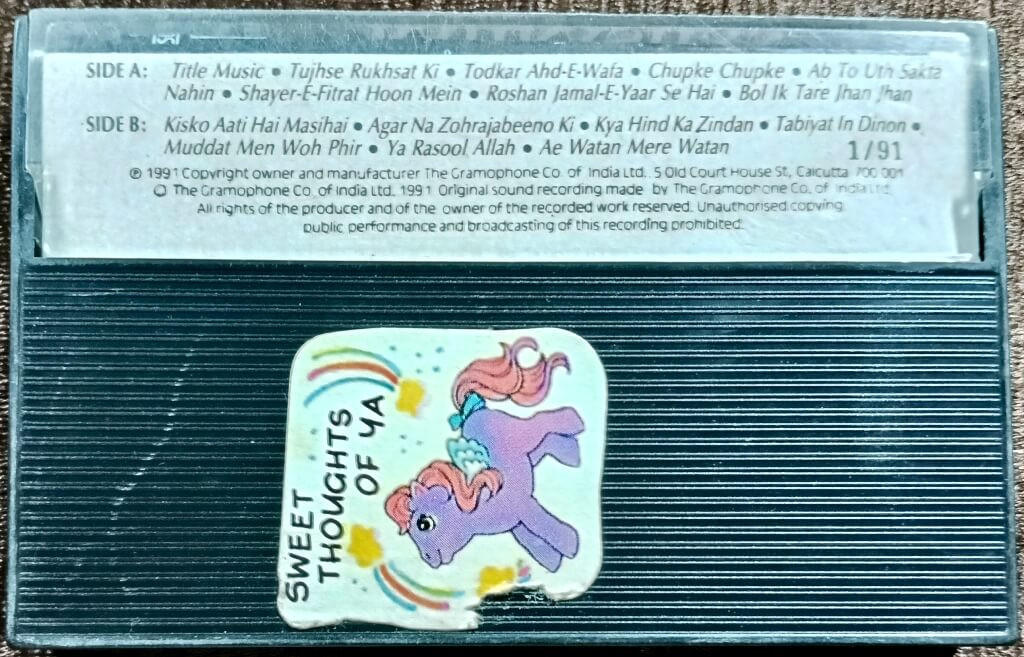 SIDE A: Title Music • Tujhse Rukhsat Ki • Todkar Ahd-E-Wafa • Chupke Chupke • Ab To Uth Sakta
Nahin • Shayer-E-Fitrat Hoon Mein • Roshan Jamal-E-Yaar Se Hai • Bol Ik Tare Jhan Jhan
SIDE B: Kisko Aati Hai Masihai • Agar Na Zohrajabeeno Ki • Kya Hind Ka Zindan • Tabiyat In Dinon •
Muddat Men Woh Phir • Ya Rasool Allah • Ae Watan Mere Watan
1/91
℗ 1991 Copyright owner and manufacturer The Gramophone Co. of India Ltd., 5 Old Court House St, Calcutta 700 001
© The Gramophone Co. of India Ltd. 1991 Original sound recording made by The Gramophone Co. of India Ltd.
All rights of the producer and of the owner of the recorded work reserved. Unauthorised copying
public performance and broadcasting of this recording prohibited.
SWEET
THOUGHTS
OF YA